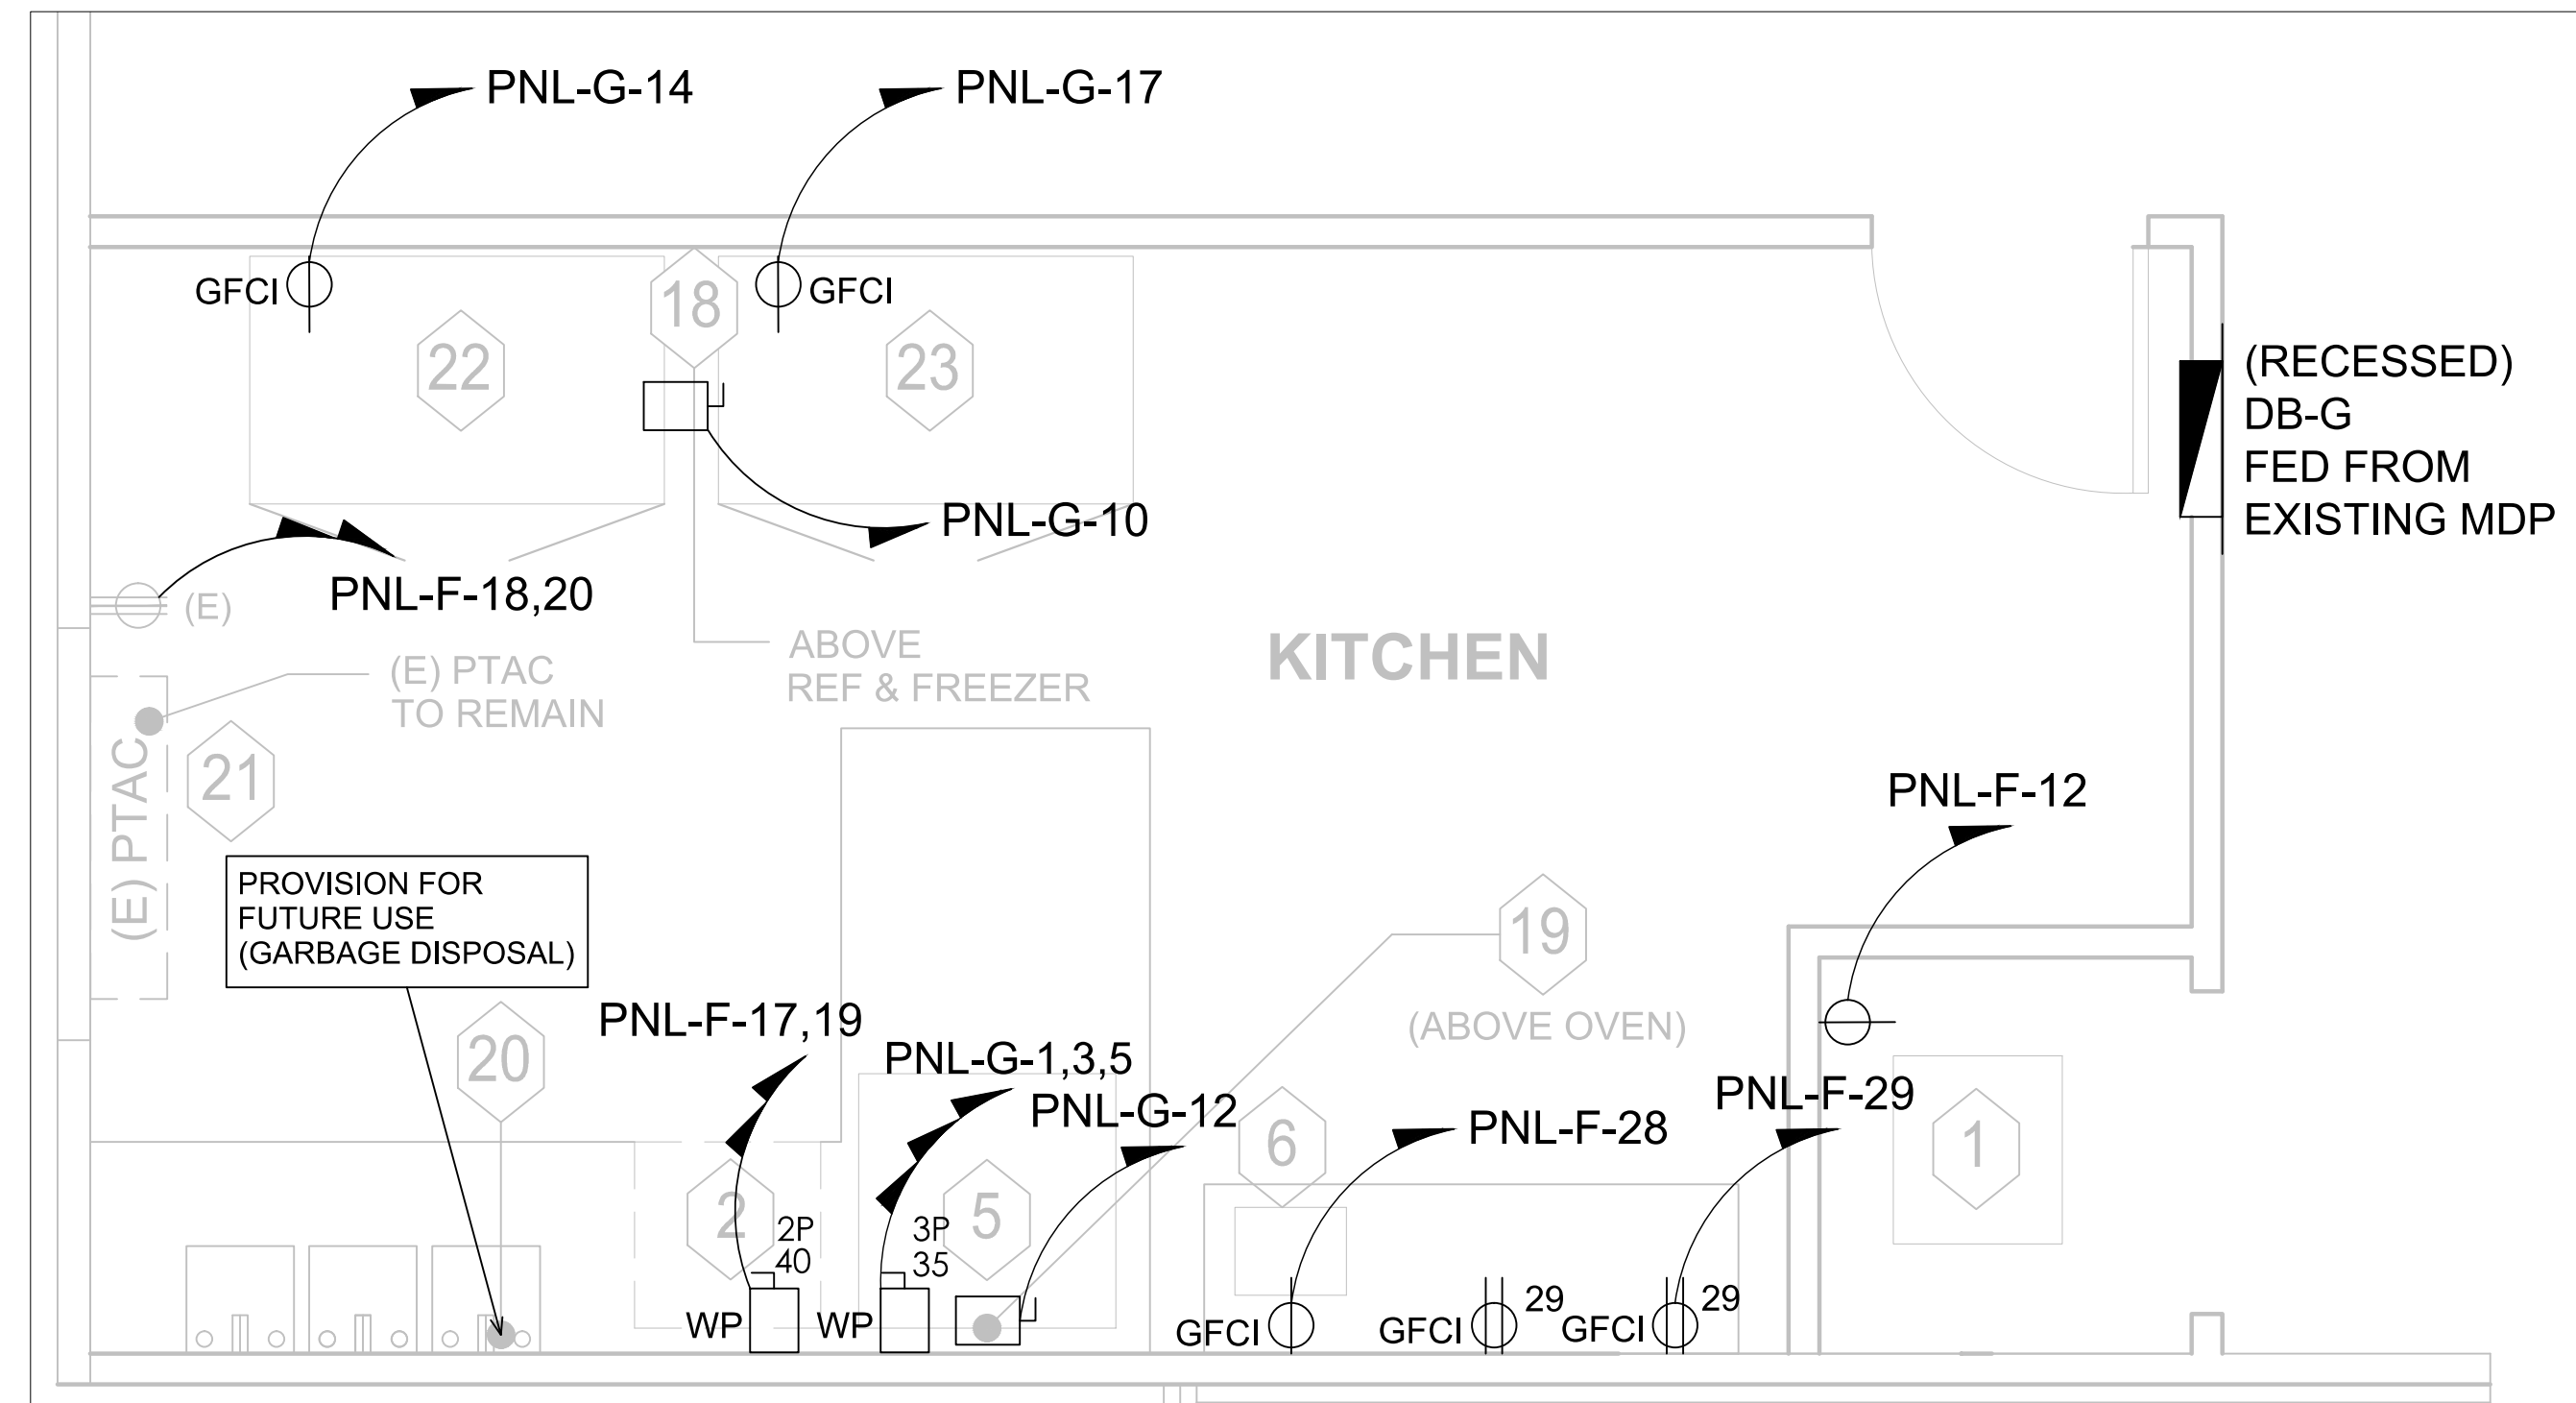 PNL-G-14
PNL-G-17
GFCI
18
GFCI
22
23
(RECESSED)
DB-G
FED FROM
EXISTING MDP
PNL-G-10
PNL-F-18,20
(E)
ABOVE
REF & FREEZER
KITCHEN
(E) PTAC
TO REMAIN
(E) PTAC
21
PNL-F-12
PROVISION FOR
FUTURE USE
(GARBAGE DISPOSAL)
19
(ABOVE OVEN)
PNL-F-17,19
20
PNL-G-1,3,5
PNL-G-12
PNL-F-28
PNL-F-29
6
1
2
5
2P
40
3P
35
WP
WP
GFCI
GFCI
29
GFCI
29